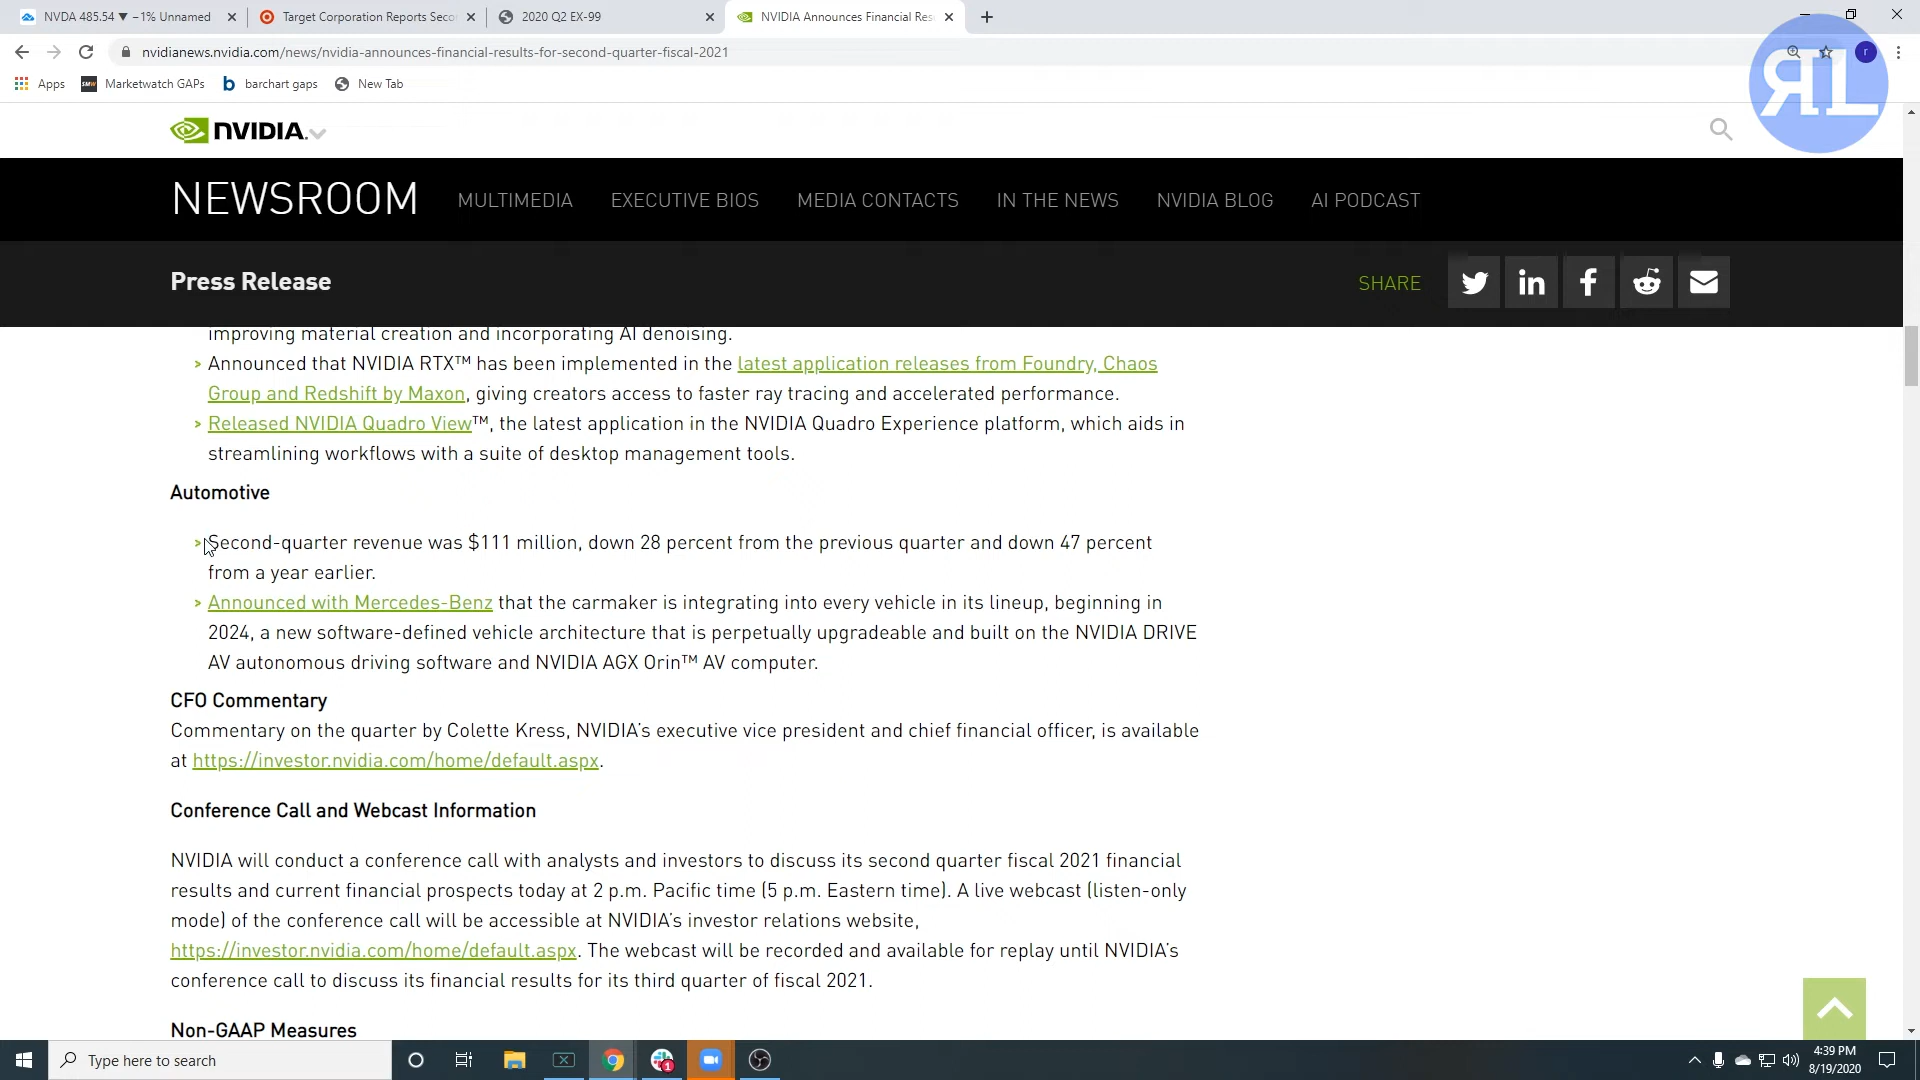 NVDA 485.54 ▼ −1% Unnamed
Target Corporation Reports Seco
2020 Q2 EX-99
NVIDIA Announces Financial Res
nvidianews.nvidia.com/news/nvidia-announces-financial-results-for-second-quarter-fiscal-2021
r
Apps
SMW Marketwatch GAPs
b barchart gaps
New Tab
RL
NVIDIA.
NEWSROOM
MULTIMEDIA
EXECUTIVE BIOS
MEDIA CONTACTS
IN THE NEWS
NVIDIA BLOG
AI PODCAST
Press Release
SHARE
improving material creation and incorporating AI denoising.
> Announced that NVIDIA RTX™ has been implemented in the latest application releases from Foundry, Chaos
Group and Redshift by Maxon, giving creators access to faster ray tracing and accelerated performance.
> Released NVIDIA Quadro View™, the latest application in the NVIDIA Quadro Experience platform, which aids in
streamlining workflows with a suite of desktop management tools.
Automotive
> Second-quarter revenue was $111 million, down 28 percent from the previous quarter and down 47 percent
from a year earlier.
> Announced with Mercedes-Benz that the carmaker is integrating into every vehicle in its lineup, beginning in
2024, a new software-defined vehicle architecture that is perpetually upgradeable and built on the NVIDIA DRIVE
AV autonomous driving software and NVIDIA AGX Orin™ AV computer.
CFO Commentary
Commentary on the quarter by Colette Kress, NVIDIA's executive vice president and chief financial officer, is available
at https://investor.nvidia.com/home/default.aspx.
Conference Call and Webcast Information
NVIDIA will conduct a conference call with analysts and investors to discuss its second quarter fiscal 2021 financial
results and current financial prospects today at 2 p.m. Pacific time (5 p.m. Eastern time). A live webcast (listen-only
mode) of the conference call will be accessible at NVIDIA's investor relations website,
https://investor.nvidia.com/home/default.aspx. The webcast will be recorded and available for replay until NVIDIA's
conference call to discuss its financial results for its third quarter of fiscal 2021.
Non-GAAP Measures
Type here to search
1
4:39 PM
8/19/2020